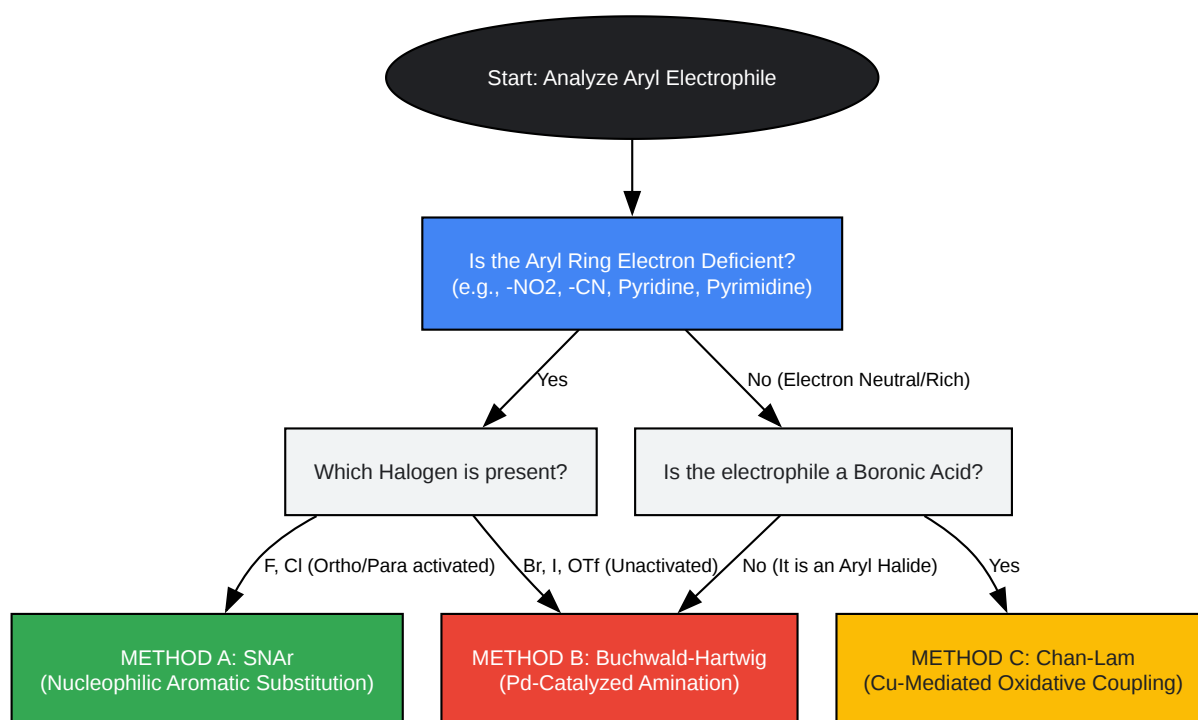 Start: Analyze Aryl Electrophile
Is the Aryl Ring Electron Deficient?
(e.g., -NO2, -CN, Pyridine, Pyrimidine)
Yes
No (Electron Neutral/Rich)
Which Halogen is present?
Is the electrophile a Boronic Acid?
F, Cl (Ortho/Para activated)
Br, I, OTf (Unactivated)
No (It is an Aryl Halide)
Yes
METHOD A: SNAr
(Nucleophilic Aromatic Substitution)
METHOD B: Buchwald-Hartwig
(Pd-Catalyzed Amination)
METHOD C: Chan-Lam
(Cu-Mediated Oxidative Coupling)